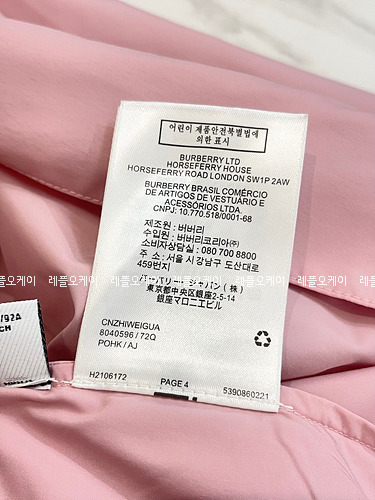 어린이 제품안전특별법에
의한 표시
BURBERRY LTD
HORSEFERRY HOUSE
HORSEFERRY ROAD LONDON SW1P 2AW
BURBERRY BRASIL COMÉRCIO
DE ARTIGOS DE VESTUÁRIO E
ACESSÓRIOS LTDA.
CNPJ: 10.770.518/0001-68
제조원 : 버버리
수입원 : 버버리코리아(주)
소비자상담실 : 080 700 8800
주 소 : 서울 시 강남구 도산대로
459번지
레플오케이 레플오케이 레플오케이 레플오케이 레플오케이
バーバリー・ジャパン(株)
東京都中央区銀座2-5-14
銀座マロニエビル
/92A
CH
CNZHIWEIGUA
8040596 / 72Q
POHK / AJ
H2106172
PAGE 4
5390860221